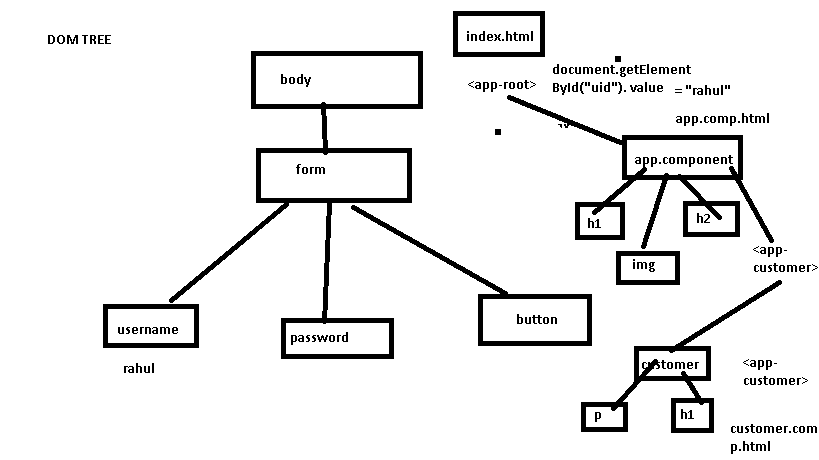 DOM TREE
index.html
body
<app-root>
document.getElement
ById("uid"). value = "rahul"
app.comp.html
form
app.component
h1
h2
img
<app-
customer>
username
password
button
rahul
customer
<app-
customer>
p
h1
customer.com
p.html